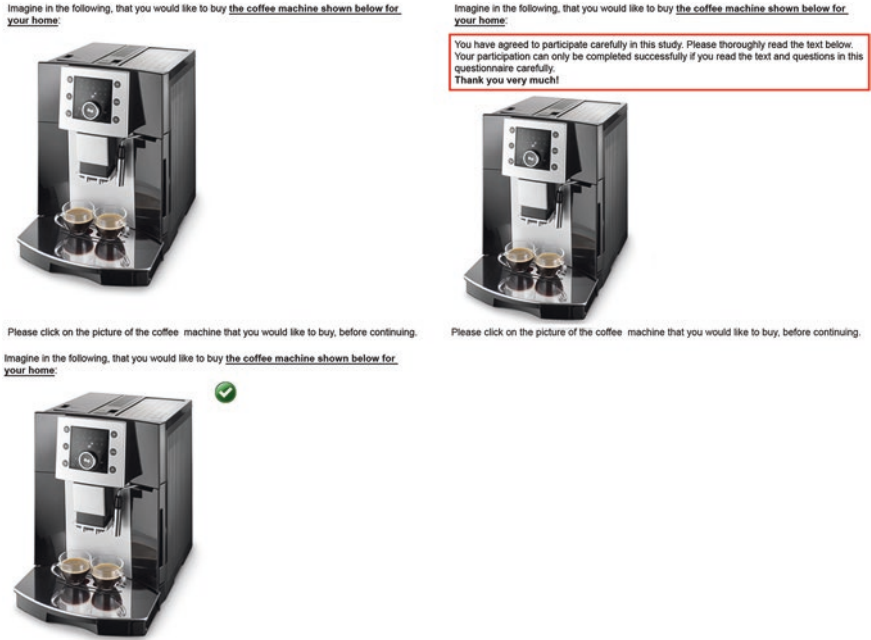 Imagine in the following, that you would like to buy the coffee machine shown below for
your home:
Please click on the picture of the coffee machine that you would like to buy, before continuing.
Imagine in the following, that you would like to buy the coffee machine shown below for
your home:
You have agreed to participate carefully in this study. Please thoroughly read the text below.
Your participation can only be completed successfully if you read the text and questions in this
questionnaire carefully.
Thank you very much!
Please click on the picture of the coffee machine that you would like to buy, before continuing.
Imagine in the following, that you would like to buy the coffee machine shown below for
your home: